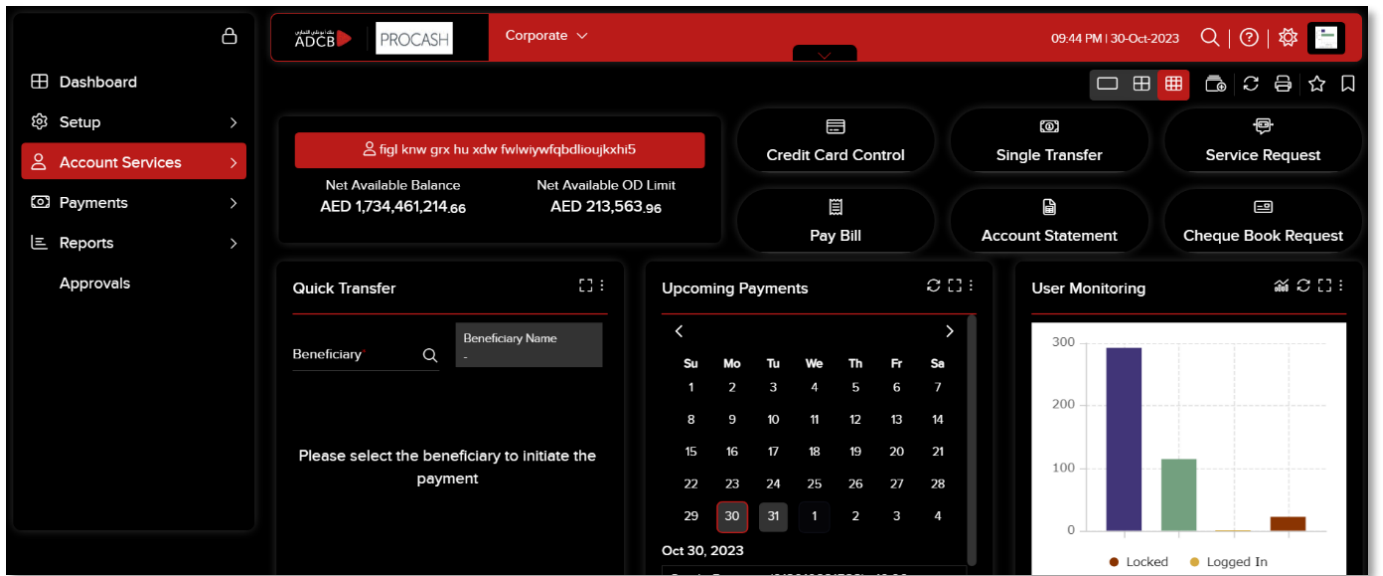 بنك أبوظبي التجاري
ADCB
PROCASH
Corporate
09:44 PM | 30-Oct-2023
Dashboard
Setup
Account Services
Payments
Reports
Approvals
figl knw grx hu xdw fwlwiywfqbdlioujkxhi5
Net Available Balance
Net Available OD Limit
AED 1,734,461,214.66
AED 213,563.96
Credit Card Control
Single Transfer
Service Request
Pay Bill
Account Statement
Cheque Book Request
Quick Transfer
Beneficiary*
Beneficiary Name
-
Please select the beneficiary to initiate the
payment
Upcoming Payments
Su Mo Tu We Th Fr Sa
1 2 3 4 5 6 7
8 9 10 11 12 13 14
15 16 17 18 19 20 21
22 23 24 25 26 27 28
29 30 31 1 2 3 4
Oct 30, 2023
User Monitoring
300
200
100
0
Locked
Logged In